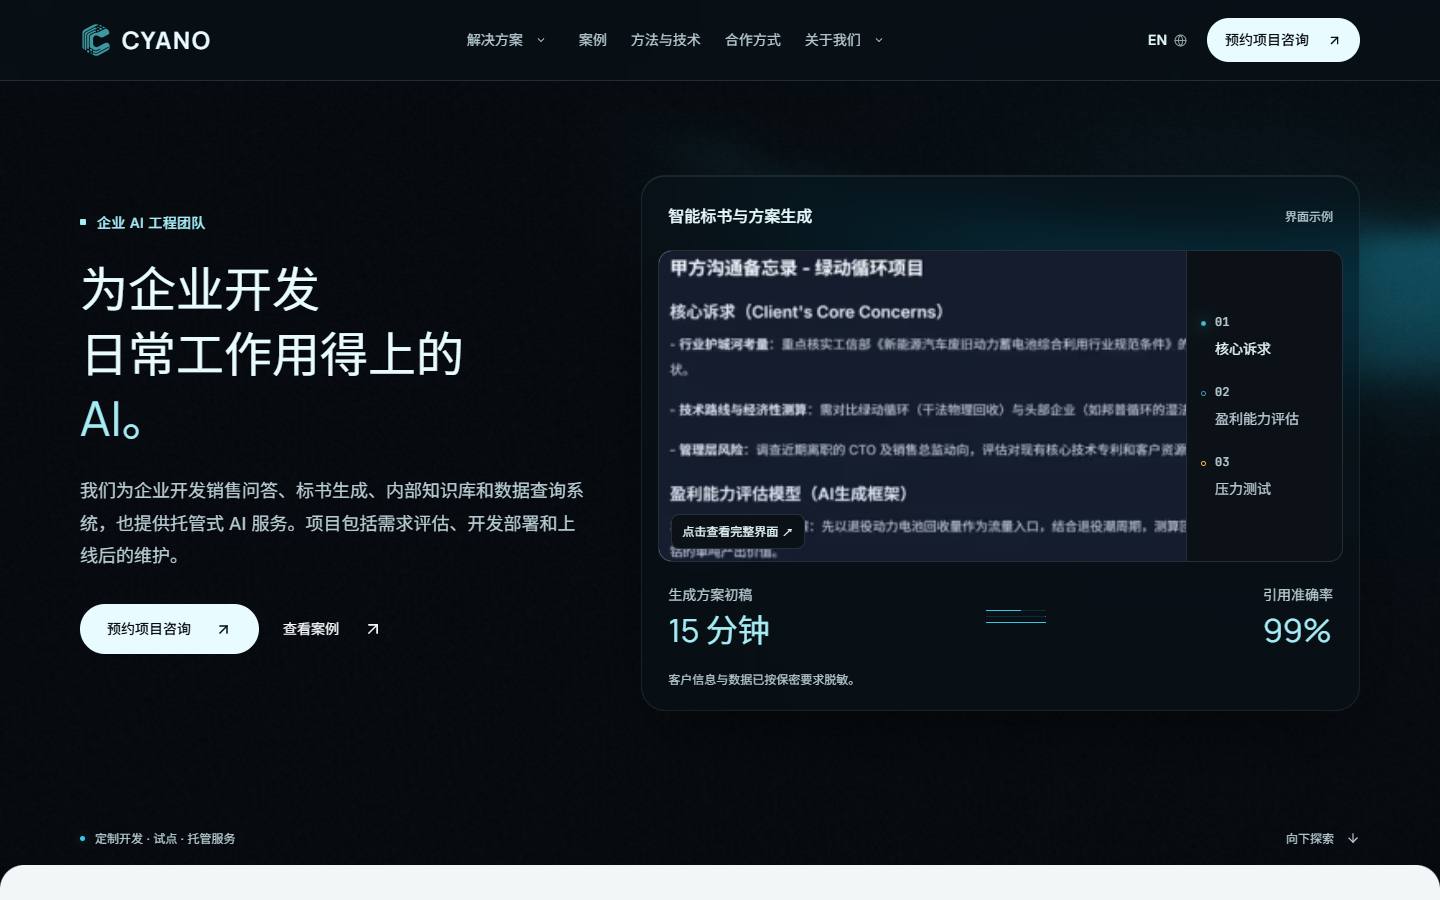 CYANO
解决方案
案例
方法与技术
合作方式
关于我们
EN
预约项目咨询
企业 AI 工程团队
为企业开发
日常工作用得上的
AI。
我们为企业开发销售问答、标书生成、内部知识库和数据查询系
统，也提供托管式 AI 服务。项目包括需求评估、开发部署和上
线后的维护。
预约项目咨询
查看案例
智能标书与方案生成
界面示例
甲方沟通备忘录 - 绿动循环项目
核心诉求（Client's Core Concerns）
- 行业护城河考量：重点核实工信部《新能源汽车废旧动力蓄电池综合利用行业规范条件》的
状。
- 技术路线与经济性测算：需对比绿动循环（干法物理回收）与头部企业（如邦普循环的湿法
- 管理层风险：调查近期离职的 CTO 及销售总监动向，评估对现有核心技术专利和客户资源
盈利能力评估模型（AI生成框架）
：先以退役动力电池回收量作为流量入口，结合退役潮周期，测算
点击查看完整界面 ↗
01
核心诉求
02
盈利能力评估
03
压力测试
生成方案初稿
15 分钟
引用准确率
99%
客户信息与数据已按保密要求脱敏。
定制开发 · 试点 · 托管服务
向下探索